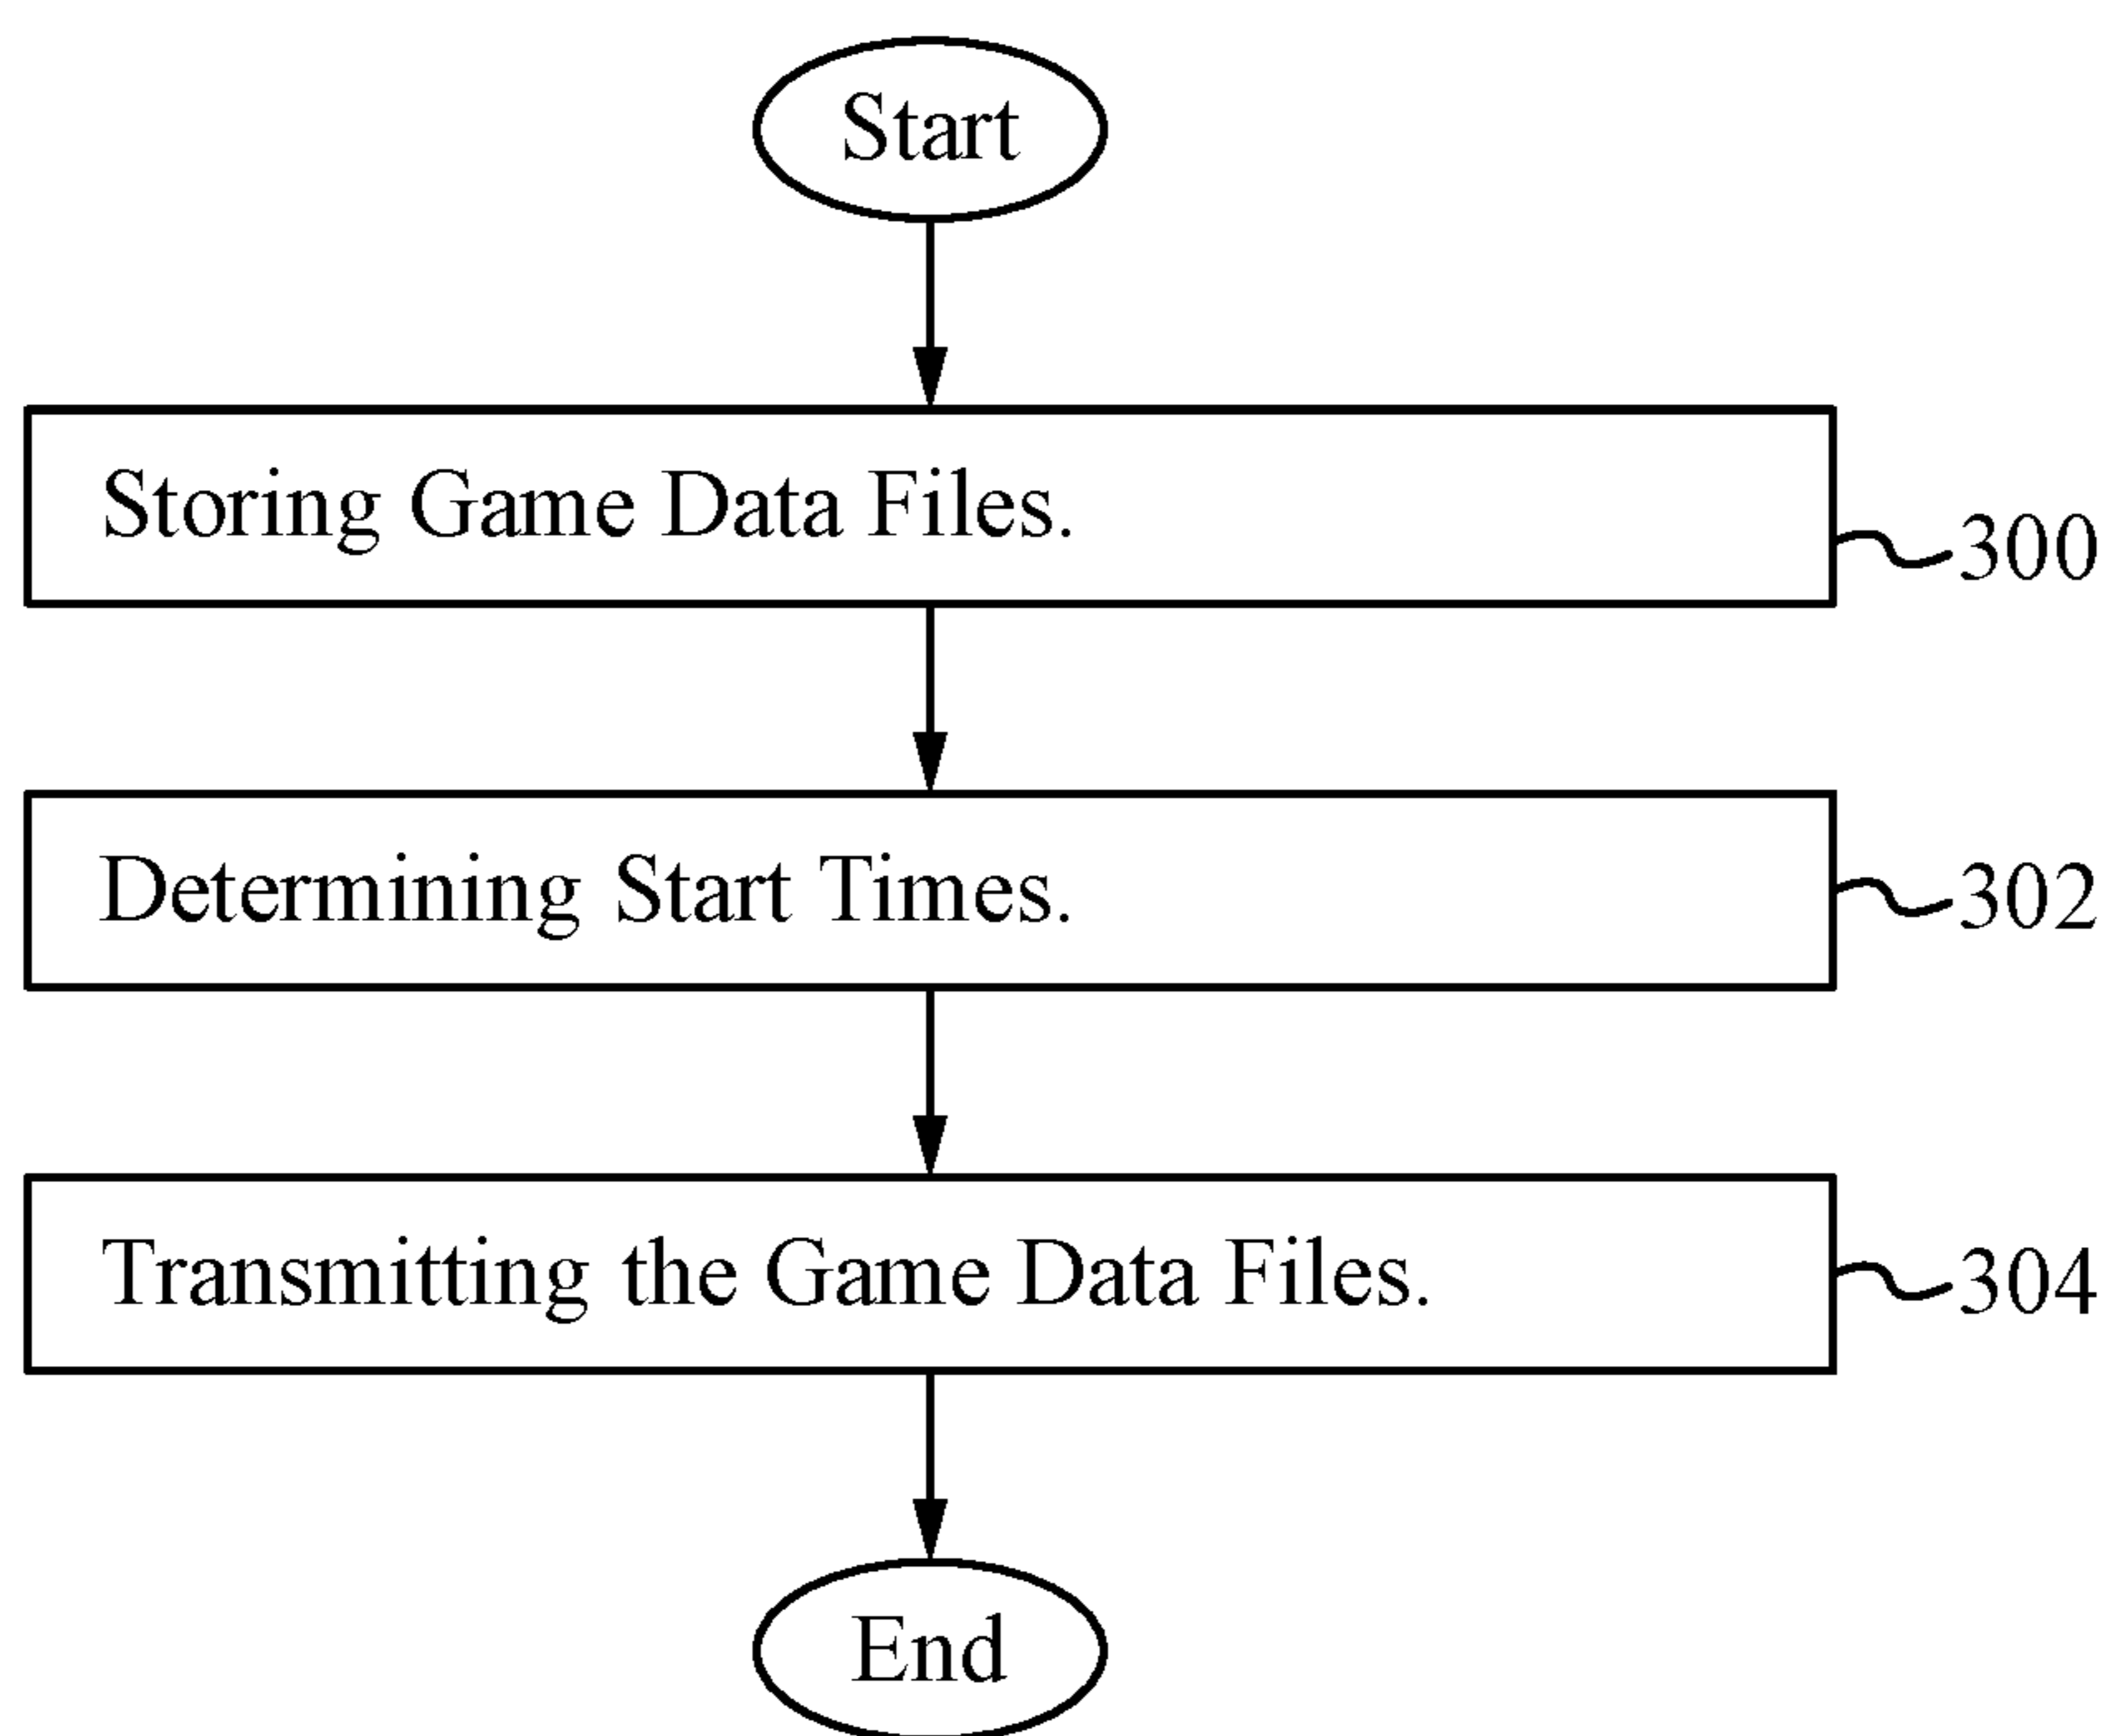 Start
Storing Game Data Files.
300
Determining Start Times.
302
Transmitting the Game Data Files.
304
End